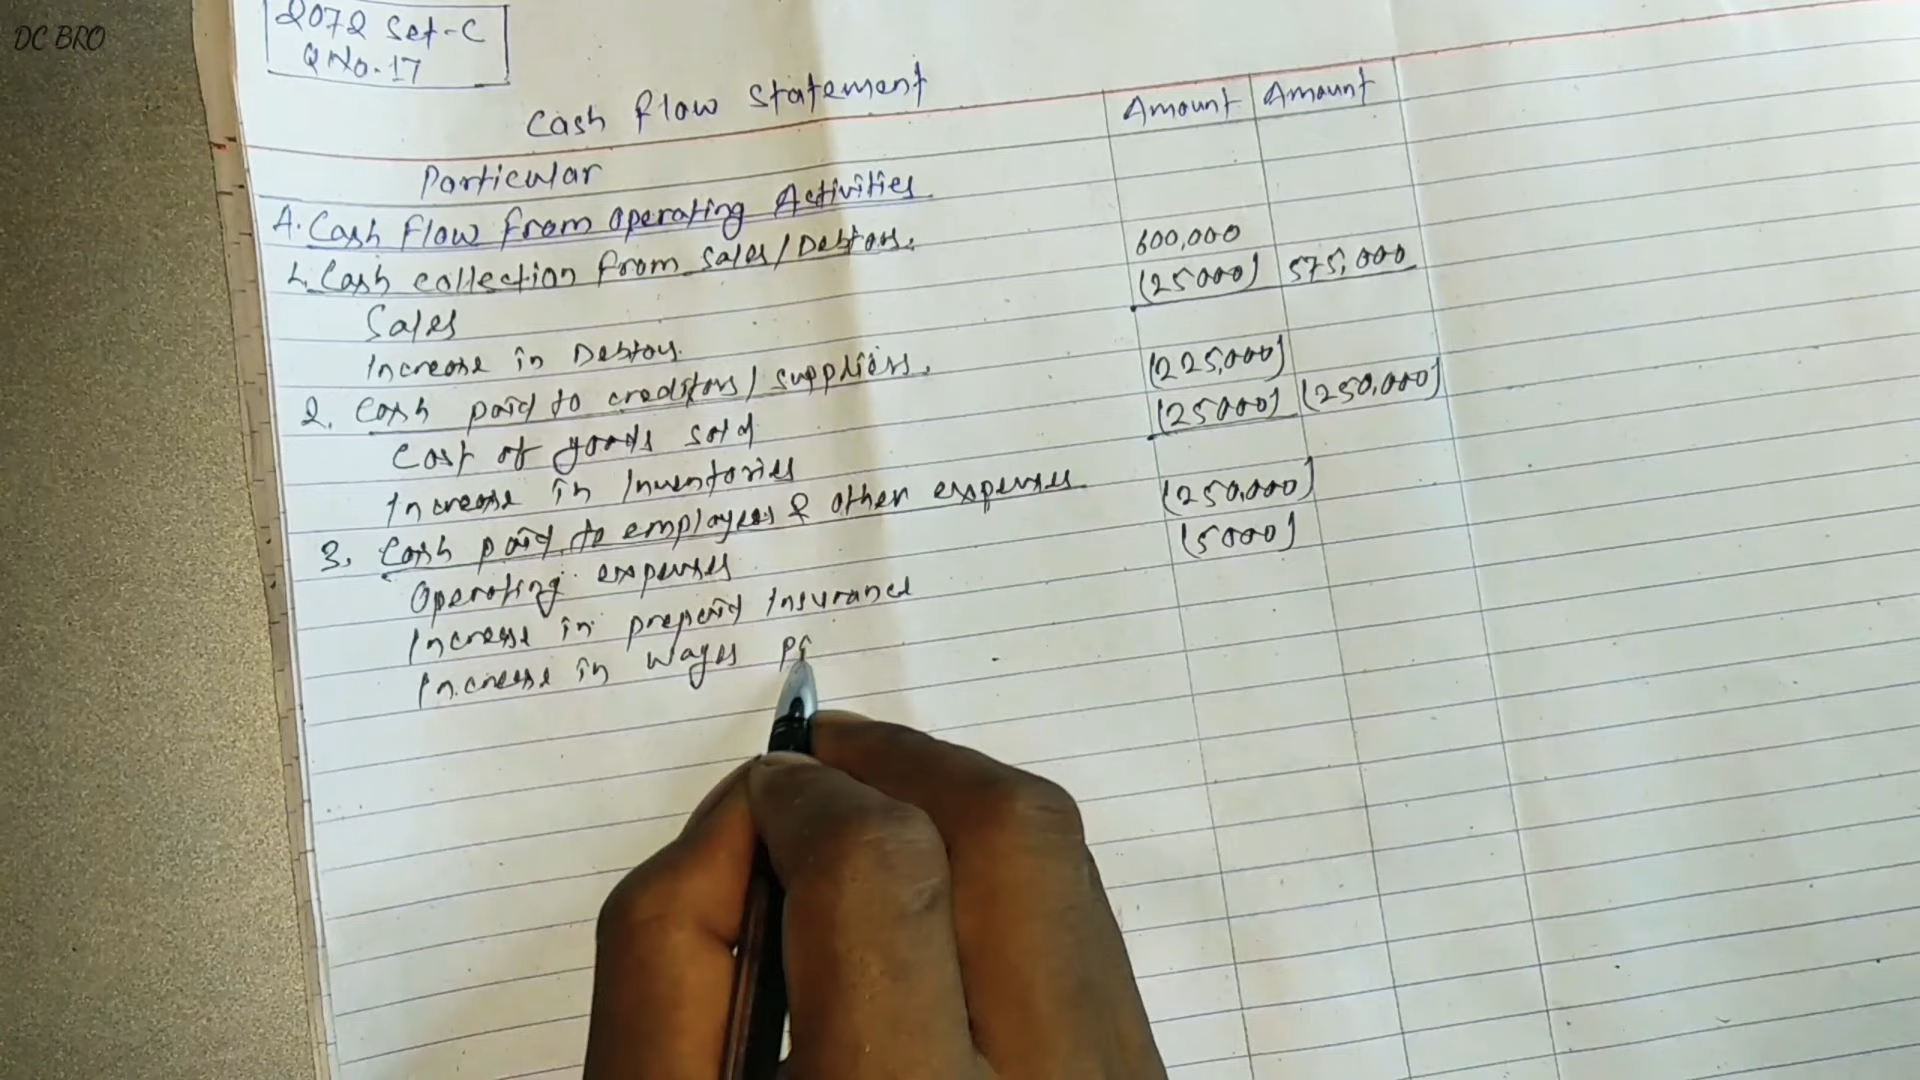 DC BRO
2072 Set-C
Q No. 17
Cash flow statement
Particular Amount Amount
A. Cash flow from operating Activities
1. Cash collection from sales/Debtors.
Sales 600,000
Increase in Debtors. (25000) 575,000
2. Cash paid to creditors/suppliers.
Cost of goods sold (225,000)
Increase in Inventories (25000) (250,000)
3. Cash paid to employees & other expenses
Operating expenses (250,000)
Increase in prepaid Insurance (5000)
Increase in wages